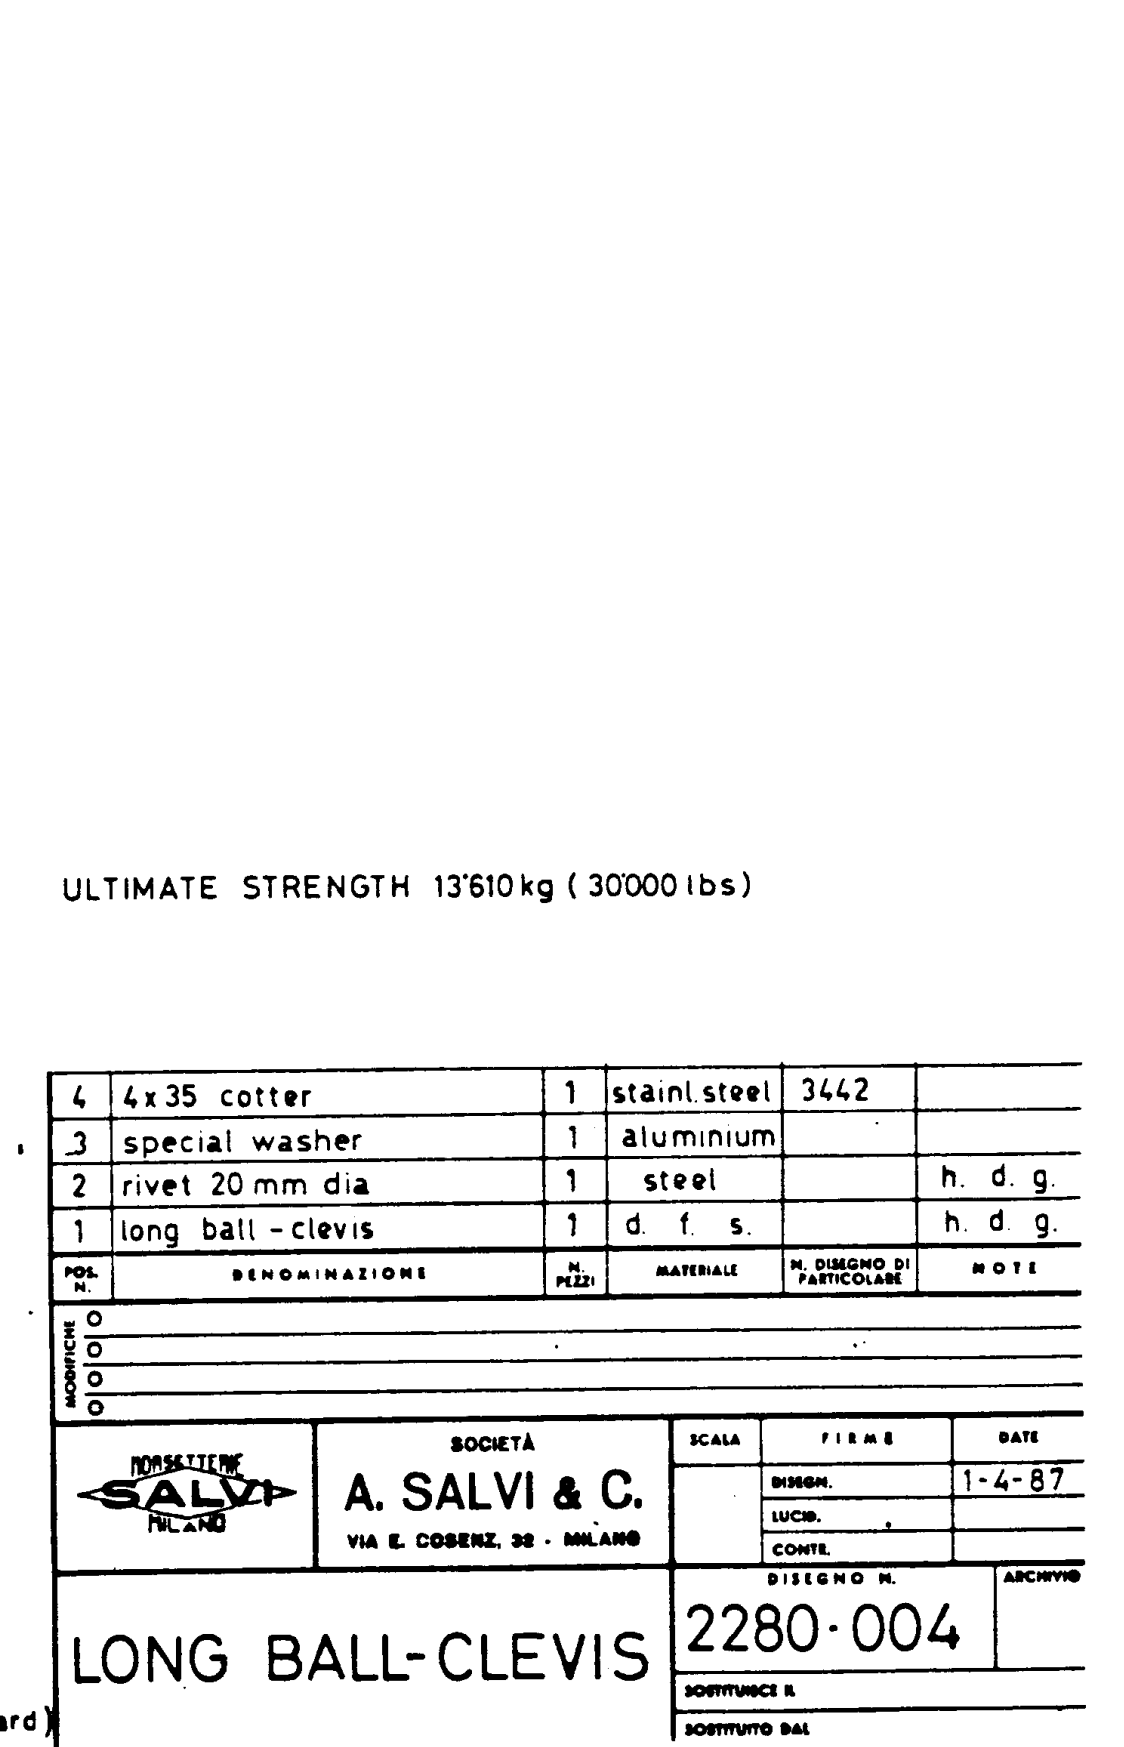 ULTIMATE STRENGTH 13'610 kg ( 30'000 lbs)
4 4x35 cotter 1 stainl. steel 3442
3 special washer 1 aluminium
2 rivet 20 mm dia 1 steel h. d. g.
1 long ball - clevis 1 d. f. s. h. d. g.
POS. N. DENOMINAZIONE N. PEZZI MATERIALE N. DISEGNO DI PARTICOLARE NOTE
MODIFICHE
MORSETTERIE
SALVI
MILANO
SOCIETÀ
A. SALVI & C.
VIA E. COSENZ, 32 - MILANO
SCALA FIRME DATE
DISEGN. 1-4-87
LUCID.
CONTR.
DISEGNO N. ARCHIVIO
2280·004
LONG BALL-CLEVIS
SOSTITUISCE IL
SOSTITUITO DAL
ard)